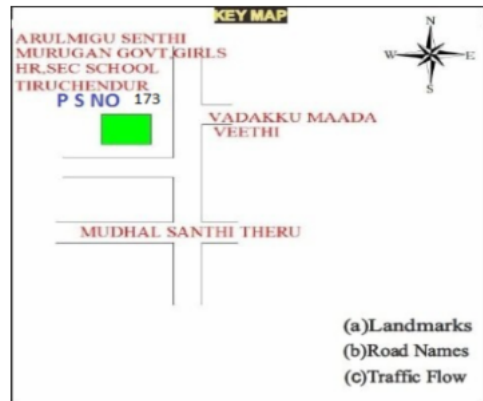 KEY MAP
ARULMIGU SENTHI
MURUGAN GOVT,GIRLS
HR,SEC SCHOOL
TIRUCHENDUR
P S NO 173
N
W E
S
VADAKKU MAADA
VEETHI
MUDHAL SANTHI THERU
(a)Landmarks
(b)Road Names
(c)Traffic Flow